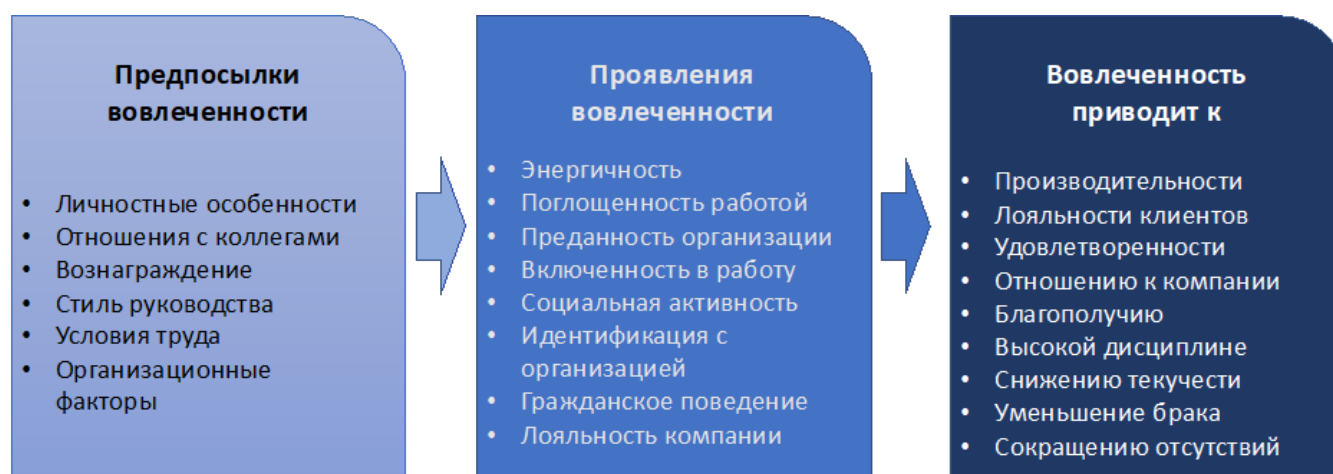 Предпосылки
вовлеченности
• Личностные особенности
• Отношения с коллегами
• Вознаграждение
• Стиль руководства
• Условия труда
• Организационные
факторы
Проявления
вовлеченности
• Энергичность
• Поглощенность работой
• Преданность организации
• Включенность в работу
• Социальная активность
• Идентификация с
организацией
• Гражданское поведение
• Лояльность компании
Вовлеченность
приводит к
• Производительности
• Лояльности клиентов
• Удовлетворенности
• Отношению к компании
• Благополучию
• Высокой дисциплине
• Снижению текучести
• Уменьшение брака
• Сокращению отсутствий